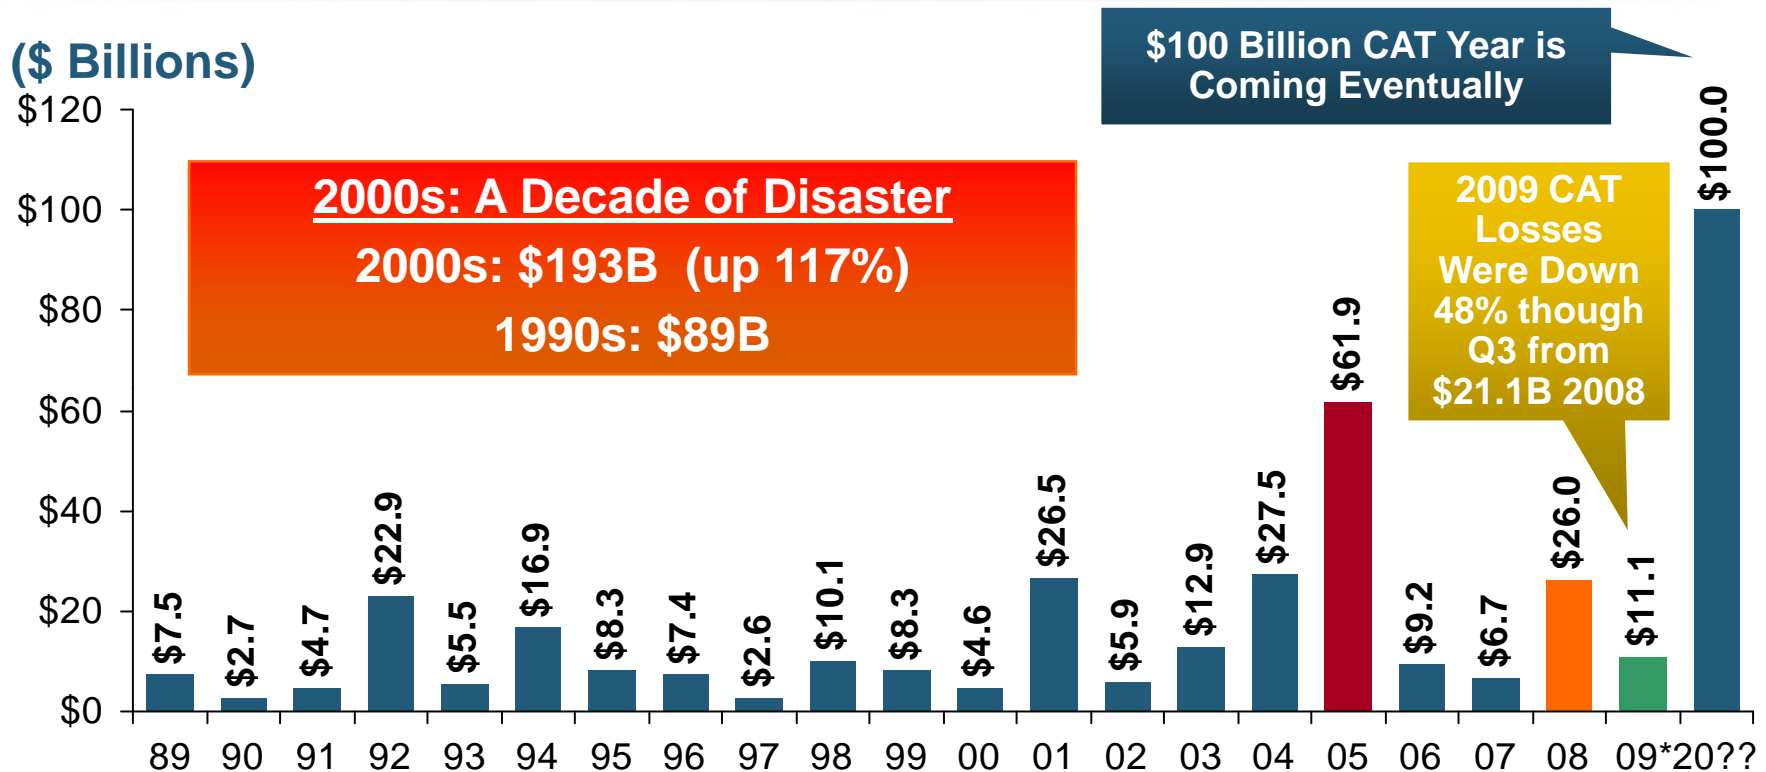 ($ Billions)
$100 Billion CAT Year is
Coming Eventually
$120
$100
$80
$60
$40
$20
$0
2000s: A Decade of Disaster
2000s: $193B (up 117%)
1990s: $89B
2009 CAT
Losses
Were Down
48% though
Q3 from
$21.1B 2008
$7.5
$2.7
$4.7
$22.9
$5.5
$16.9
$8.3
$7.4
$2.6
$10.1
$8.3
$4.6
$26.5
$5.9
$12.9
$27.5
$61.9
$9.2
$6.7
$26.0
$11.1
$100.0
89 90 91 92 93 94 95 96 97 98 99 00 01 02 03 04 05 06 07 08 09* 20??